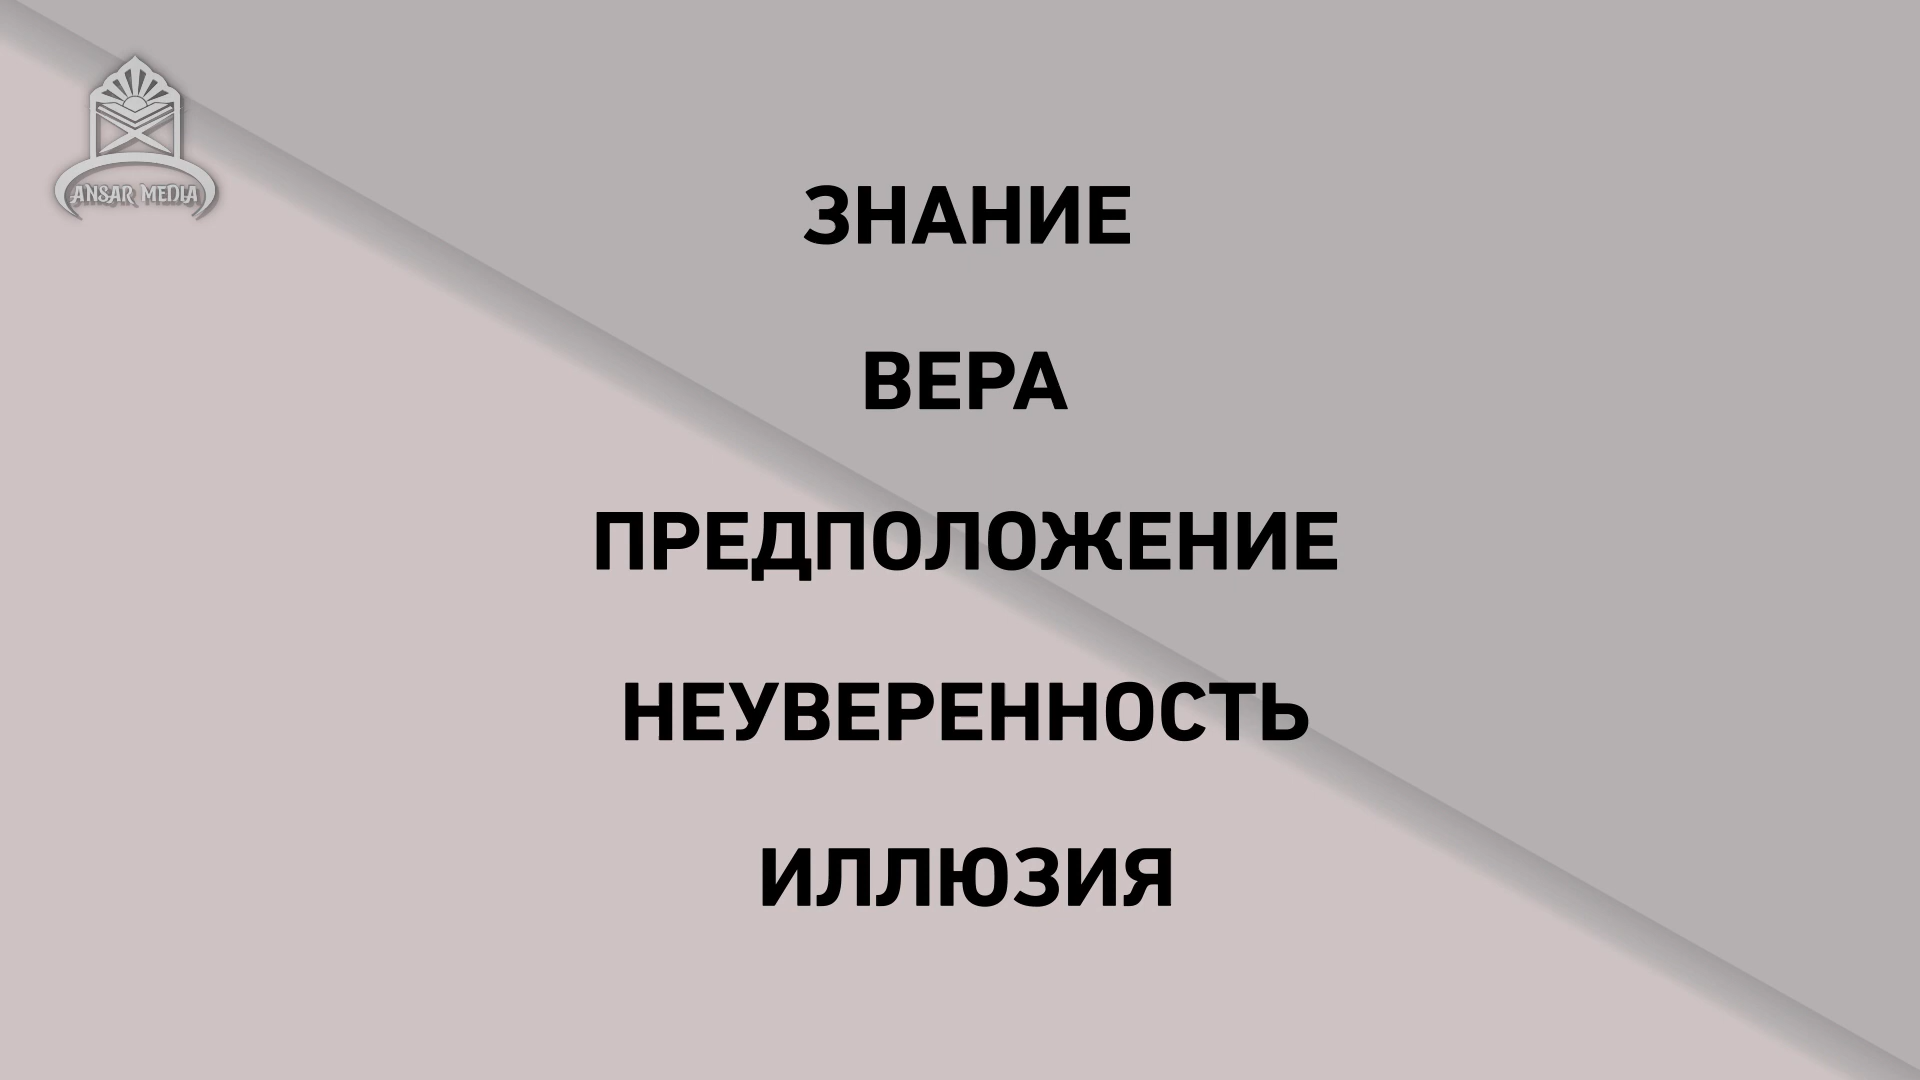 ANSAR MEDIA
ЗНАНИЕ
ВЕРА
ПРЕДПОЛОЖЕНИЕ
НЕУВЕРЕННОСТЬ
ИЛЛЮЗИЯ